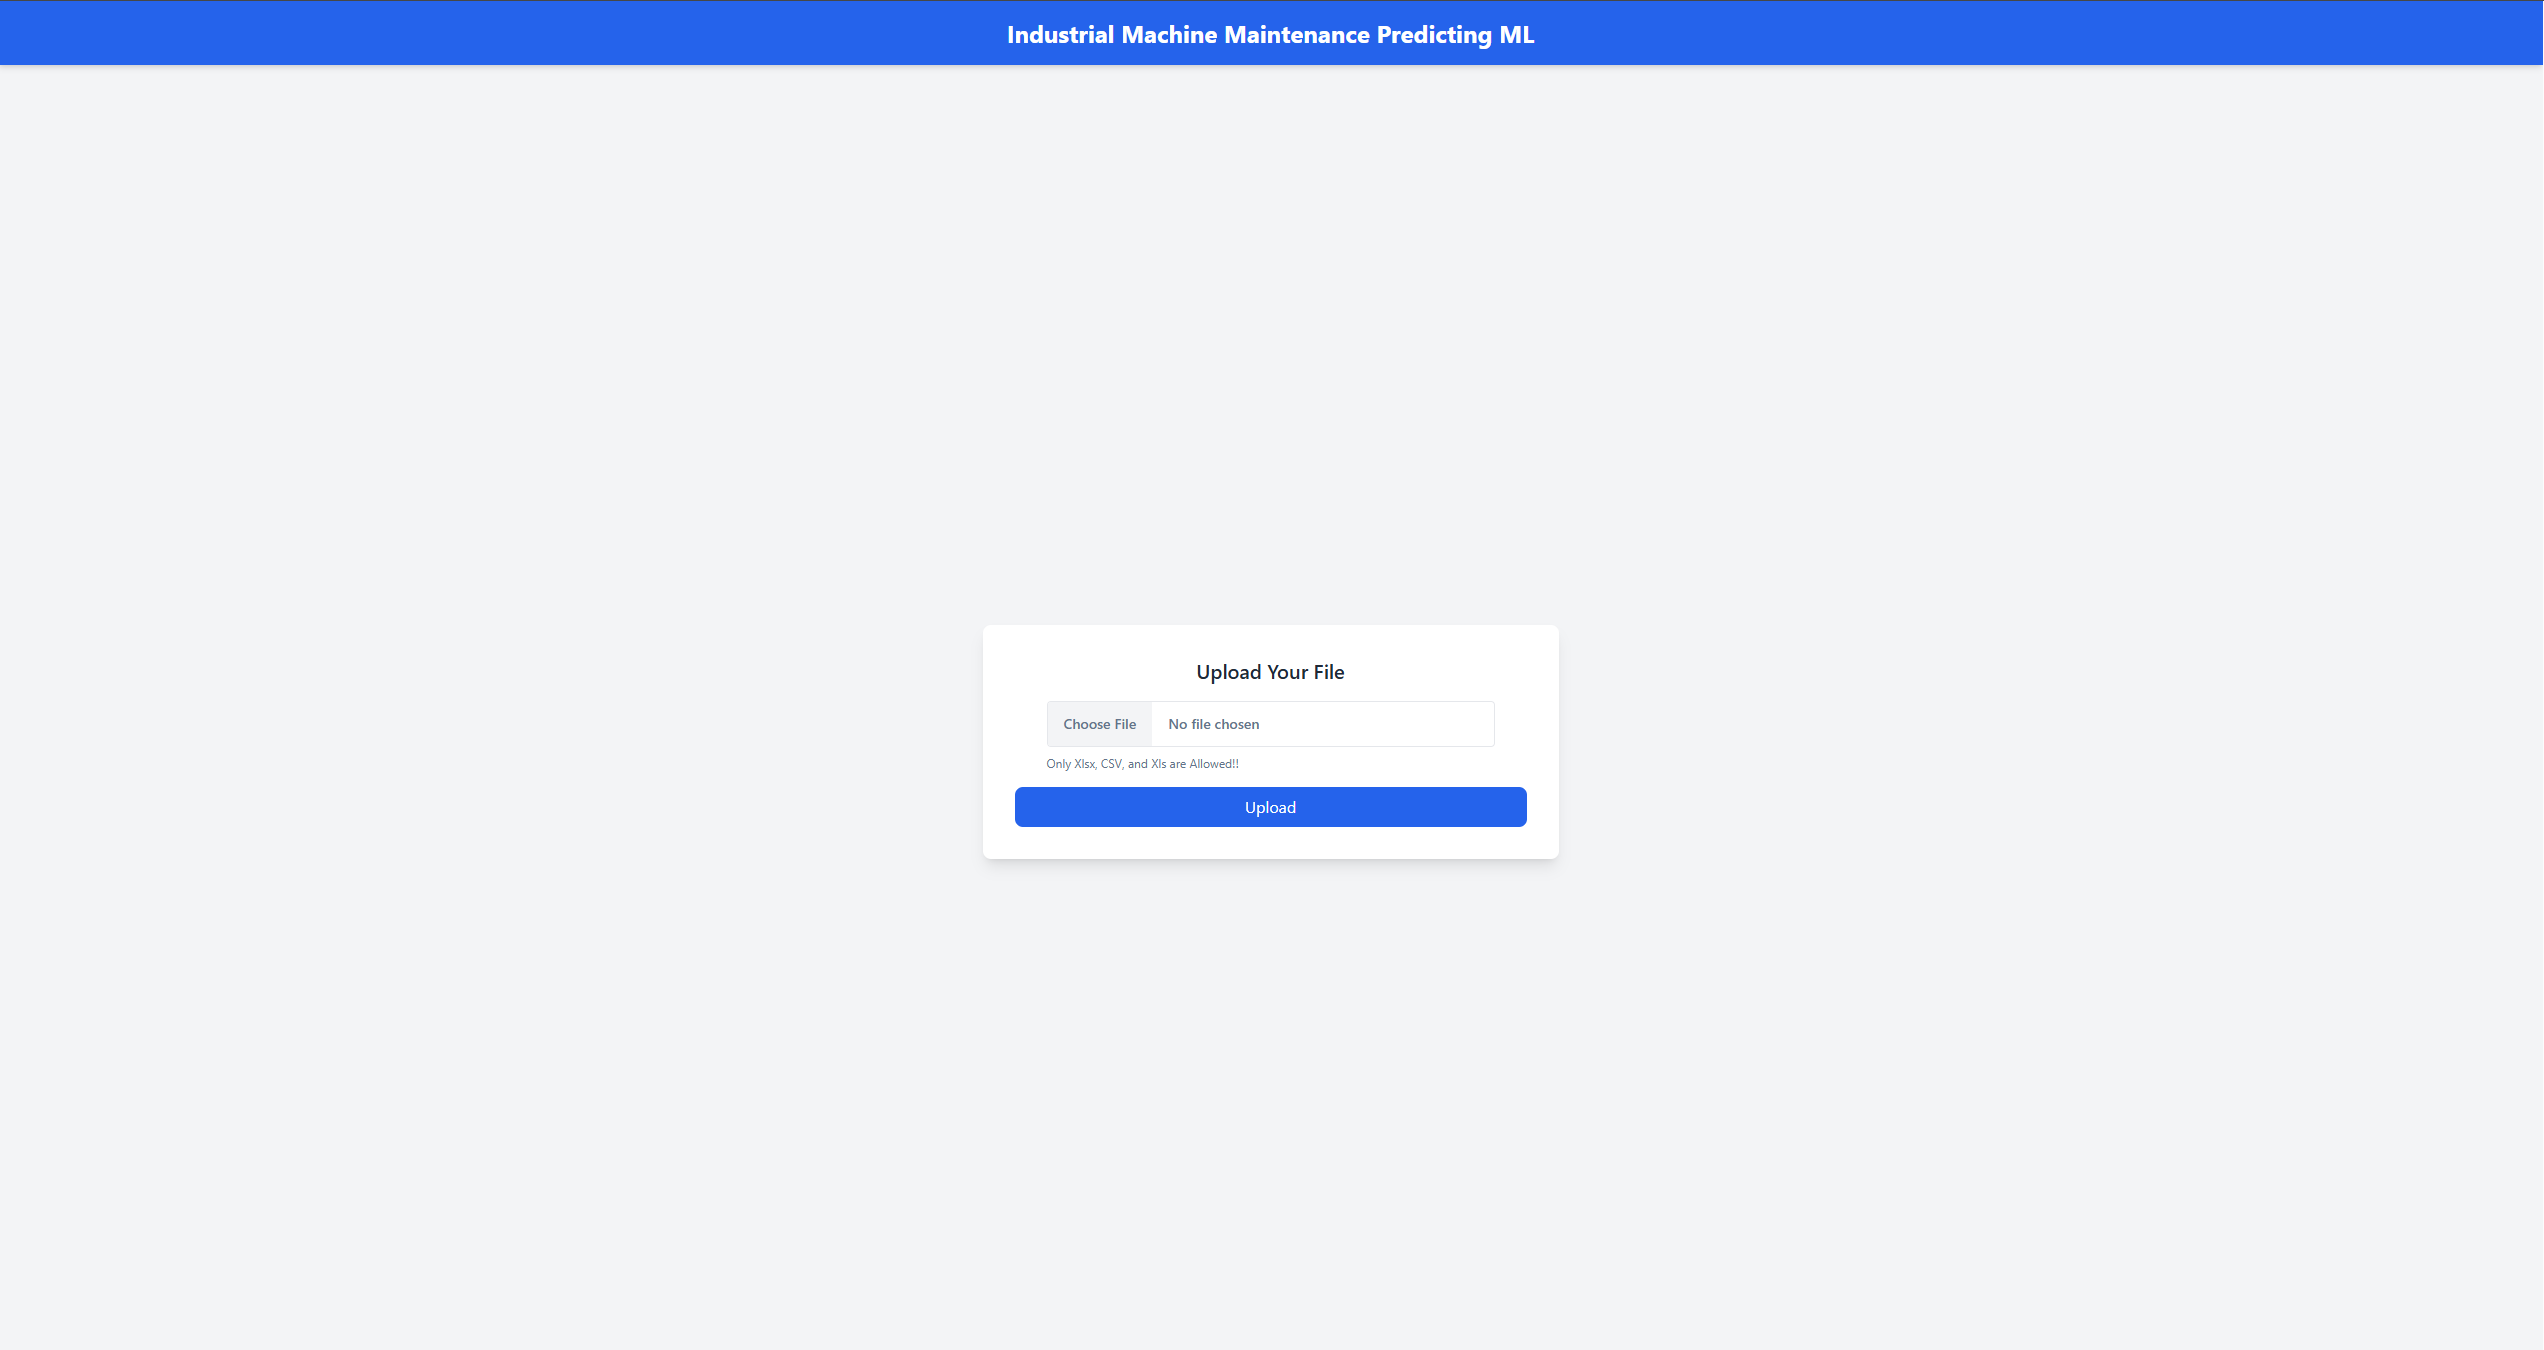 Industrial Machine Maintenance Predicting ML
Upload Your File
Choose File No file chosen
Only Xlsx, CSV, and Xls are Allowed!!
Upload